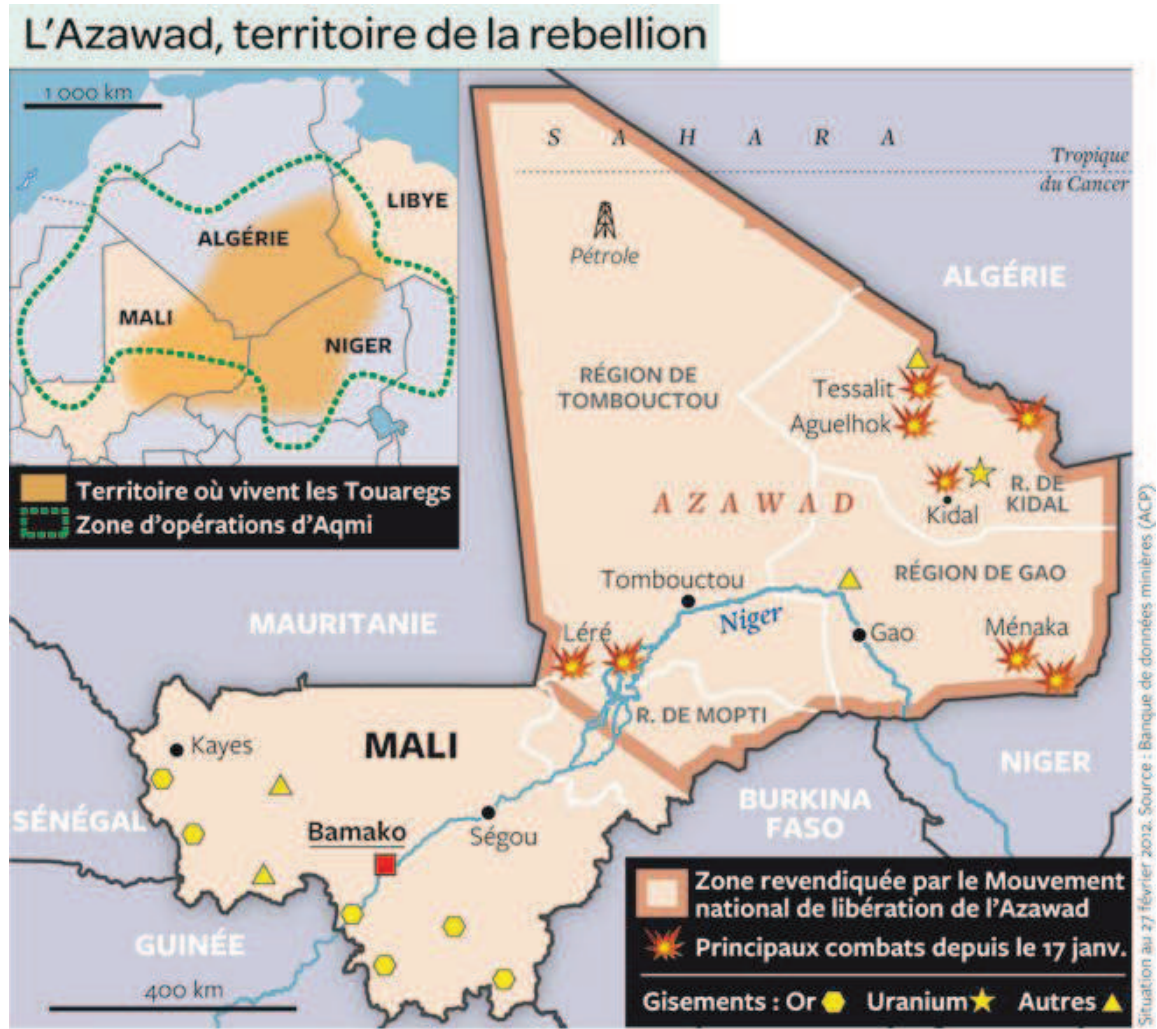 L'Azawad, territoire de la rebellion
1 000 km
LIBYE
ALGÉRIE
MALI
NIGER
Territoire où vivent les Touaregs
Zone d'opérations d'Aqmi
SAHARA
Tropique
du Cancer
Pétrole
ALGÉRIE
RÉGION DE
TOMBOUCTOU
Tessalit
Aguelhok
AZAWAD
R. DE
KIDAL
Kidal
RÉGION DE GAO
Tombouctou
Niger
Gao
Ménaka
Léré
MAURITANIE
R. DE MOPTI
Kayes
MALI
NIGER
SÉNÉGAL
BURKINA
FASO
Bamako
Ségou
GUINÉE
400 km
Zone revendiquée par le Mouvement
national de libération de l'Azawad
Principaux combats depuis le 17 janv.
Gisements : Or Uranium Autres
Situation au 27 février 2012. Source : Banque de données minières (ACP)